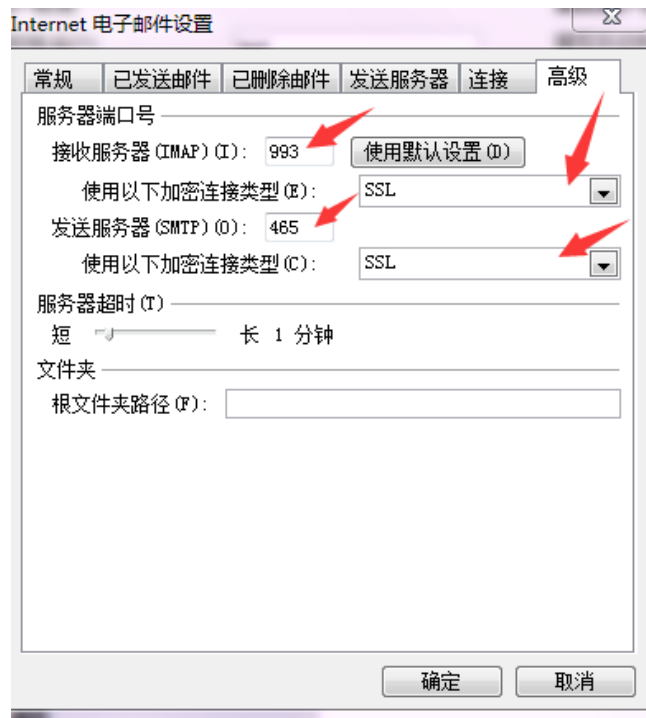 Internet 电子邮件设置
常规 已发送邮件 已删除邮件 发送服务器 连接 高级
服务器端口号
接收服务器(IMAP)(I): 993 使用默认设置(D)
使用以下加密连接类型(E): SSL
发送服务器(SMTP)(O): 465
使用以下加密连接类型(C): SSL
服务器超时(T)
短 长 1 分钟
文件夹
根文件夹路径(F):
确定 取消